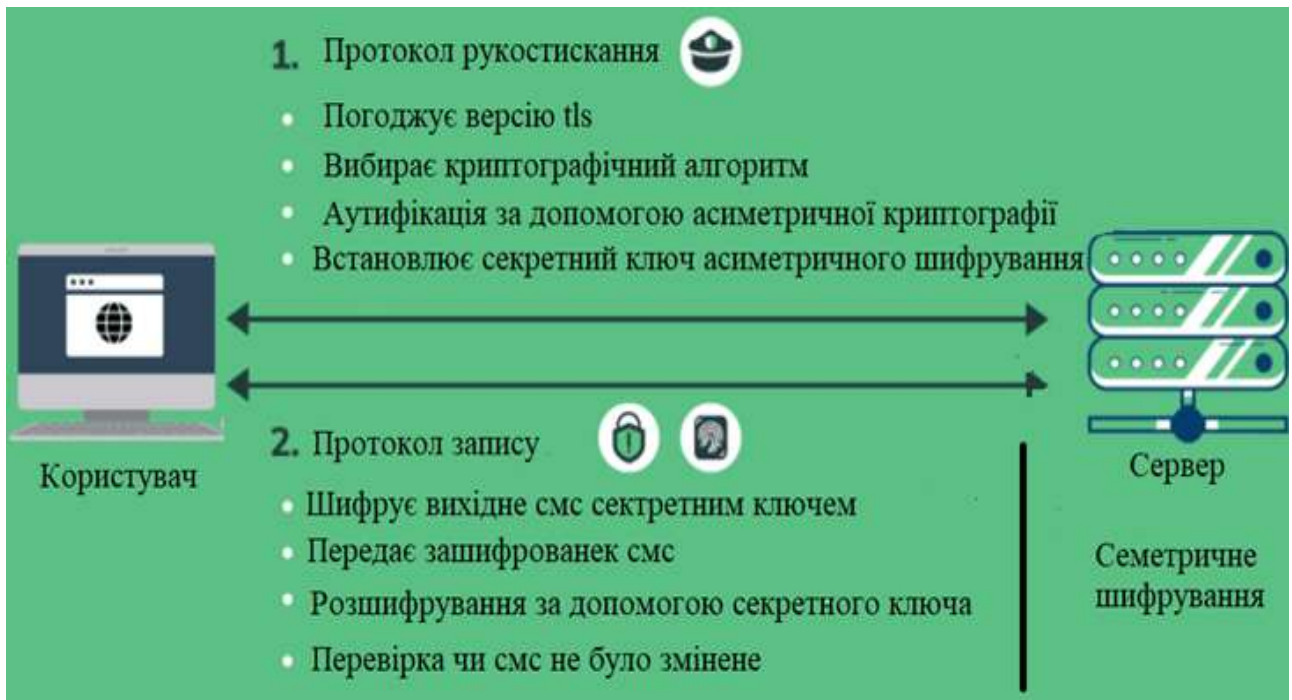 1. Протокол рукостискання
Погоджує версію tls
Вибирає криптографічний алгоритм
Аутифікація за допомогою асиметричної криптографії
Встановлює секретний ключ асиметричного шифрування
Користувач
Сервер
2. Протокол запису
Шифрує вихідне смс сектретним ключем
Передає зашифрованек смс
Розшифрування за допомогою секретного ключа
Перевірка чи смс не було змінене
Семетричне
шифрування